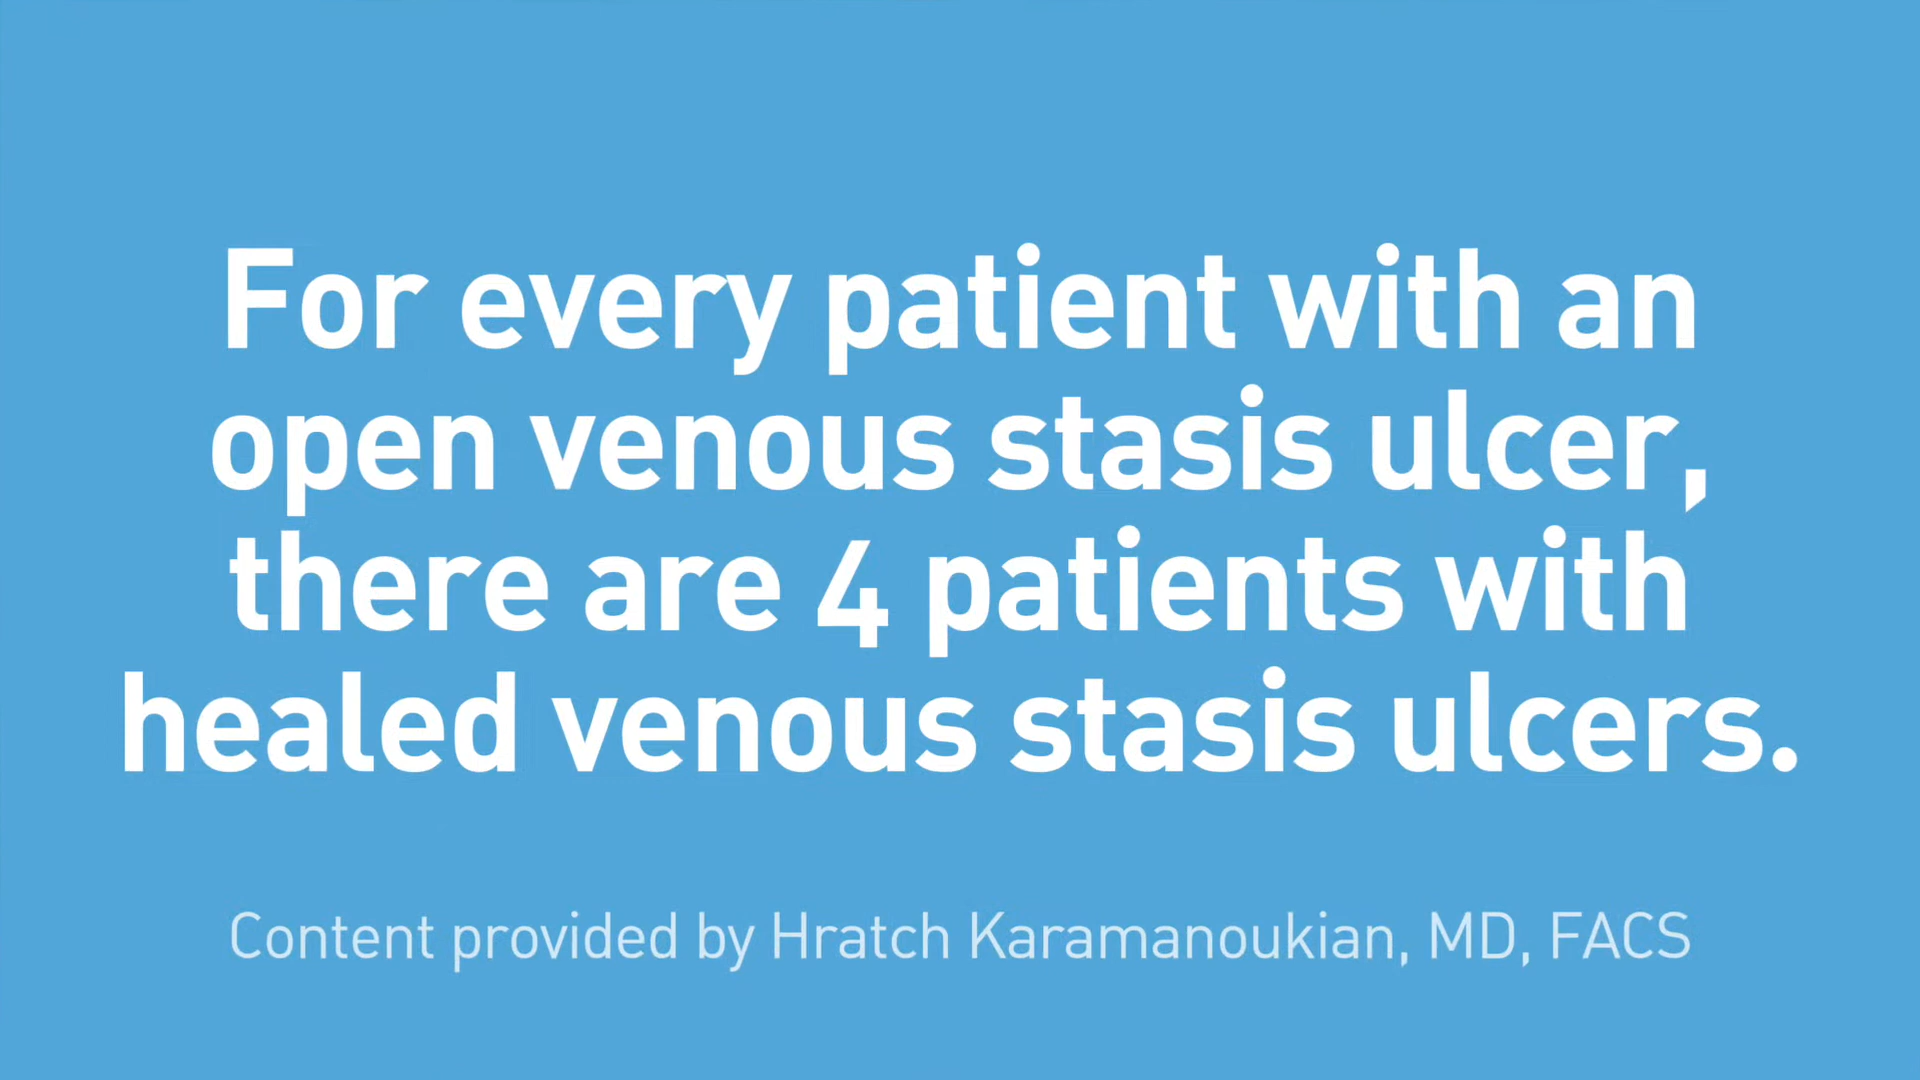 For every patient with an
open venous stasis ulcer,
there are 4 patients with
healed venous stasis ulcers.
Content provided by Hratch Karamanoukian, MD, FACS